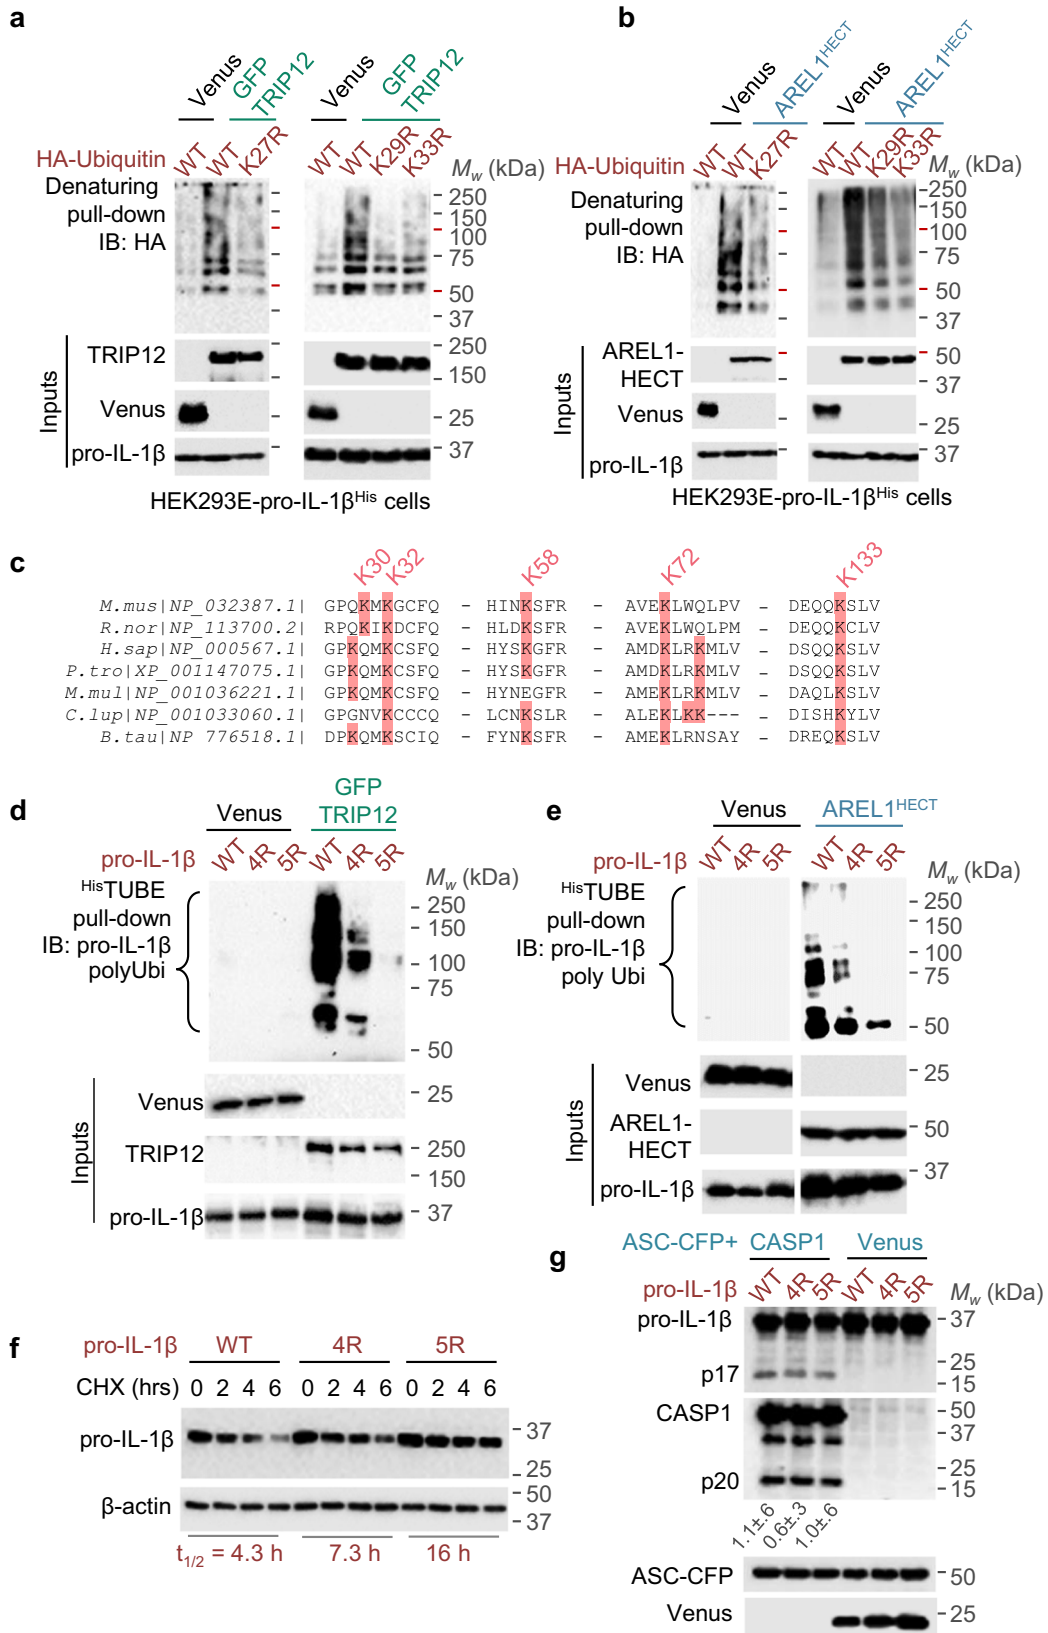 a
Venus
GFP
TRIP12
Venus
GFP
TRIP12
HA-Ubiquitin
WT
WT
K27R
WT
WT
K29R
K33R
Mw (kDa)
Denaturing
pull-down
IB: HA
250
150
100
75
50
37
Inputs
TRIP12
250
150
Venus
25
pro-IL-1β
37
HEK293E-pro-IL-1βHis cells
b
Venus
AREL1HECT
Venus
AREL1HECT
HA-Ubiquitin
WT
WT
K27R
WT
WT
K29R
K33R
Mw (kDa)
Denaturing
pull-down
IB: HA
250
150
100
75
50
37
Inputs
AREL1-
HECT
50
37
Venus
25
pro-IL-1β
37
HEK293E-pro-IL-1βHis cells
c
K30 K32 K58 K72 K133
M.mus|NP_032387.1| GPQKMKGCFQ - HINKSFR - AVEKLWQLPV - DEQQKSLV
R.nor|NP_113700.2| RPQKIKDCFQ - HLDKSFR - AVEKLWQLPM - DEQQKCLV
H.sap|NP_000567.1| GPKQMKCSFQ - HYSKGFR - AMDKLRKMLV - DSQQKSLV
P.tro|XP_001147075.1| GPKQMKCSFQ - HYSKGFR - AMDKLRKMLV - DSQQKSLV
M.mul|NP_001036221.1| GPKQMKCSFQ - HYNEGFR - AMEKLRKMLV - DAQLKSLV
C.lup|NP_001033060.1| GPGNVKCCCQ - LCNKSLR - ALEKLKK--- - DISHKYLV
B.tau|NP 776518.1| DPKQMKSCIQ - FYNKSFR - AMEKLRNSAY - DREQKSLV
d
Venus
GFP
TRIP12
pro-IL-1β
WT 4R 5R WT 4R 5R
Mw (kDa)
HisTUBE
pull-down
IB: pro-IL-1β
polyUbi
250
150
100
75
50
Inputs
Venus
25
TRIP12
250
150
pro-IL-1β
37
e
Venus
AREL1HECT
pro-IL-1β
WT 4R 5R WT 4R 5R
Mw (kDa)
HisTUBE
pull-down
IB: pro-IL-1β
poly Ubi
250
150
100
75
50
Inputs
Venus
25
AREL1-
HECT
50
pro-IL-1β
37
f
pro-IL-1β WT 4R 5R
CHX (hrs) 0 2 4 6 0 2 4 6 0 2 4 6
pro-IL-1β
37
25
β-actin
50
37
t1/2 = 4.3 h 7.3 h 16 h
g
ASC-CFP+ CASP1 Venus
pro-IL-1β
WT 4R 5R WT 4R 5R
Mw (kDa)
pro-IL-1β
37
25
p17
15
CASP1
50
37
25
p20
15
1.1±.6
0.6±.3
1.0±.6
ASC-CFP
50
Venus
25